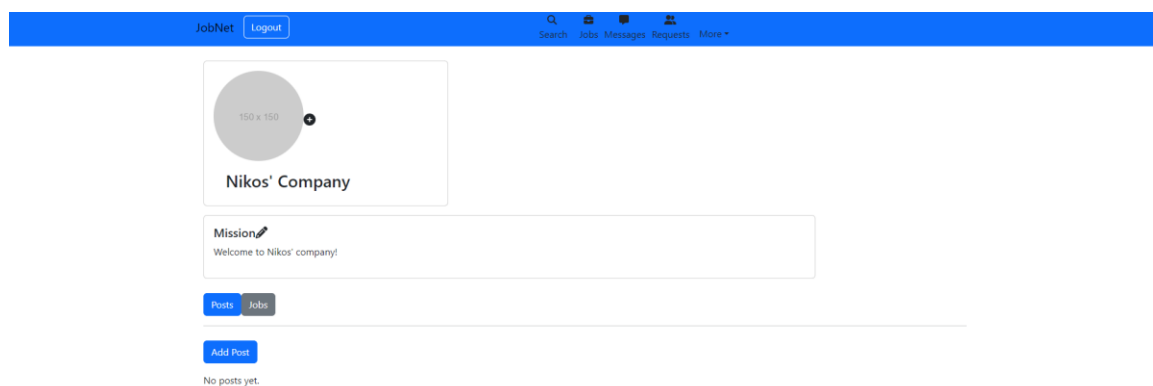 JobNet Logout
Search Jobs Messages Requests More
150 x 150
Nikos' Company
Mission
Welcome to Nikos' company!
Posts Jobs
Add Post
No posts yet.